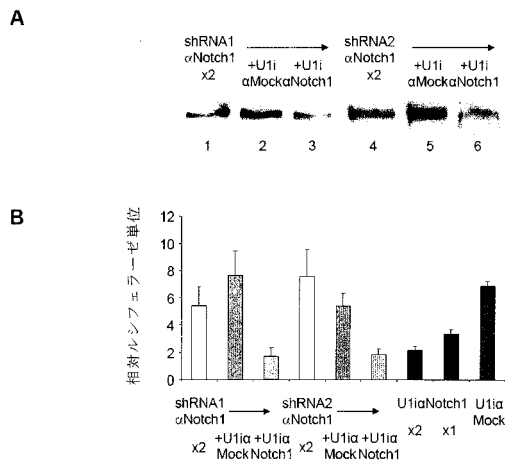 A
shRNA1 shRNA2
αNotch1 +U1i +U1i αNotch1 +U1i +U1i
x2 αMock αNotch1 x2 αMock αNotch1
1 2 3 4 5 6
B
相対ルシフェラーゼ単位
12
10
8
6
4
2
0
shRNA1 shRNA2 U1iαNotch1 U1iα
αNotch1 αNotch1 Mock
x2 +U1iα +U1iα x2 +U1iα +U1iα x2 x1
Mock Notch1 Mock Notch1